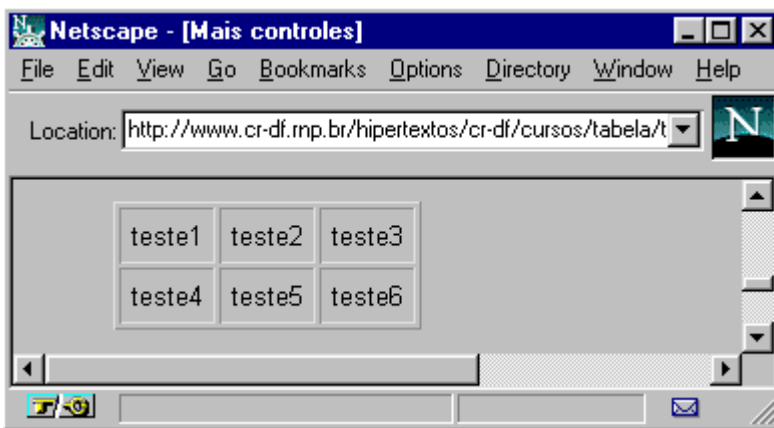 Netscape - [Mais controles]
File Edit View Go Bookmarks Options Directory Window Help
Location: http://www.cr-df.rnp.br/hipertextos/cr-df/cursos/tabela/t
N
teste1 teste2 teste3
teste4 teste5 teste6